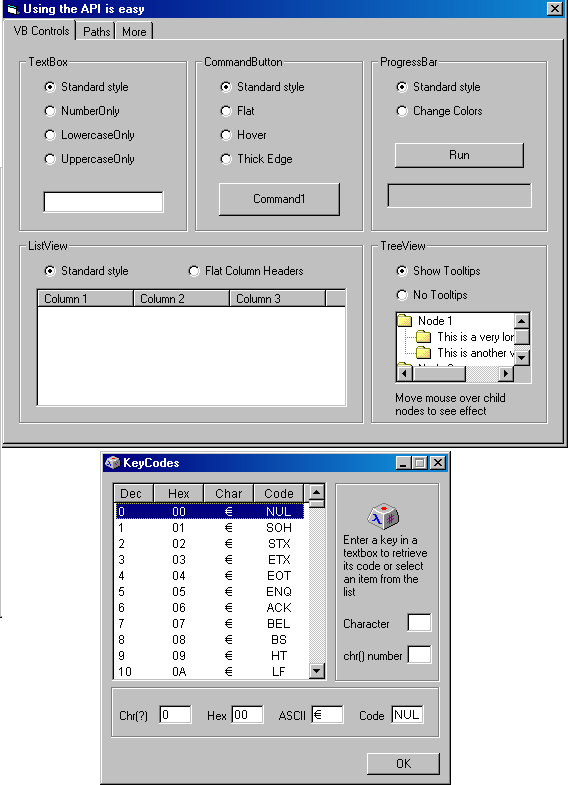 Using the API is easy
VB Controls Paths More
TextBox
Standard style
NumberOnly
LowercaseOnly
UppercaseOnly
CommandButton
Standard style
Flat
Hover
Thick Edge
Command1
ProgressBar
Standard style
Change Colors
Run
ListView
Standard style Flat Column Headers
Column 1 Column 2 Column 3
TreeView
Show Tooltips
No Tooltips
Node 1
This is a very lor
This is another v
Move mouse over child
nodes to see effect
KeyCodes
Dec Hex Char Code
0 00 € NUL
1 01 € SOH
2 02 € STX
3 03 € ETX
4 04 € EOT
5 05 € ENQ
6 06 € ACK
7 07 € BEL
8 08 € BS
9 09 € HT
10 0A € LF
λ #
Enter a key in a
textbox to retrieve
its code or select
an item from the
list
Character
chr() number
Chr(?) 0 Hex 00 ASCII € Code NUL
OK